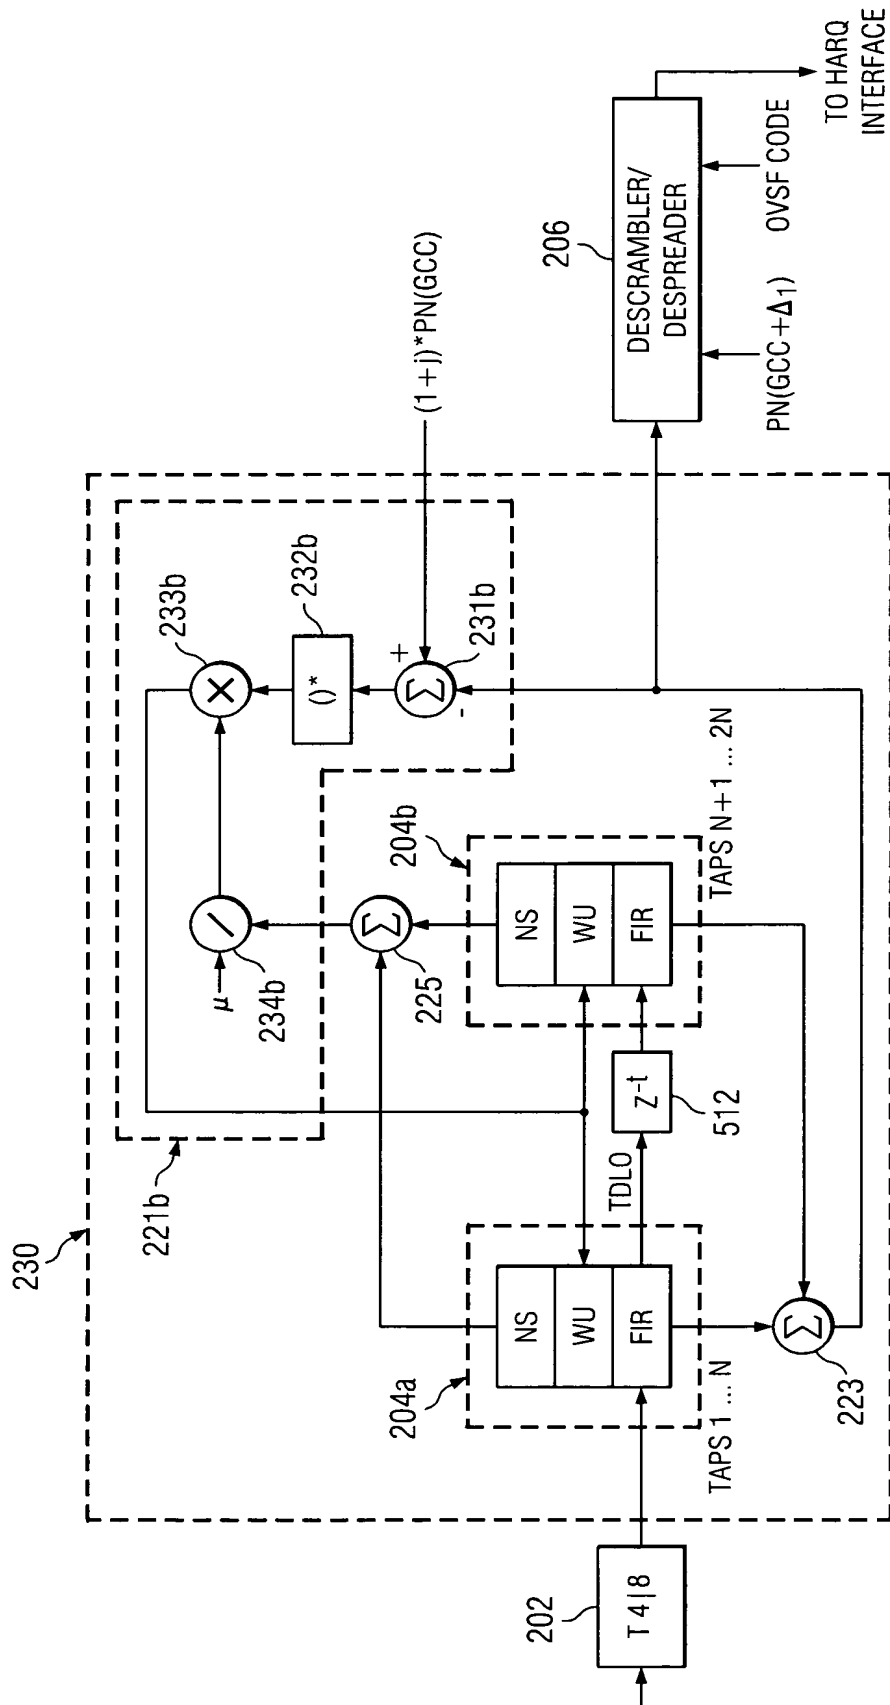 230
221b
μ
234b
233b
232b
()*
(1+j)*PN(GCC)
+
Σ
-
231b
204a
NS
WU
FIR
TAPS 1 ... N
TDLO
z-t
512
Σ
225
204b
NS
WU
FIR
TAPS N+1 ... 2N
Σ
223
202
T 4|8
206
DESCRAMBLER/
DESPREADER
PN(GCC+Δ1)
OVSF CODE
TO HARQ
INTERFACE